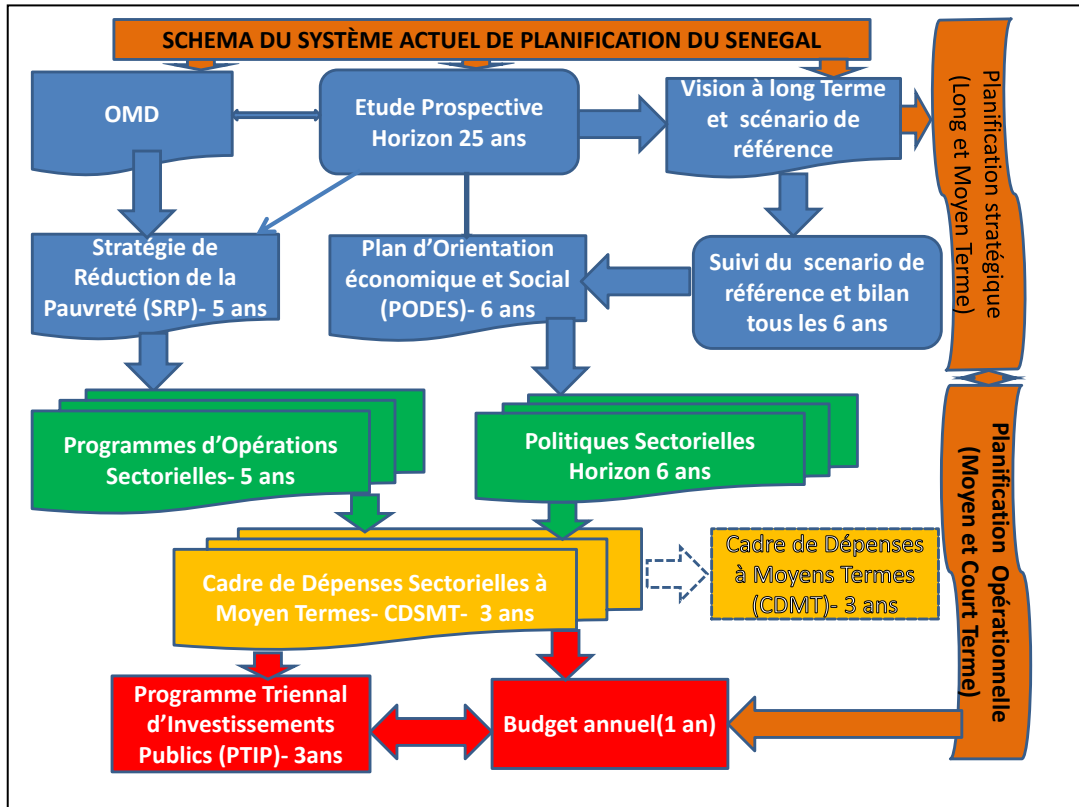 SCHEMA DU SYSTÈME ACTUEL DE PLANIFICATION DU SENEGAL
OMD
Etude Prospective
Horizon 25 ans
Vision à long Terme
et scénario de
référence
Planification stratégique
(Long et Moyen Terme)
Stratégie de
Réduction de la
Pauvreté (SRP)- 5 ans
Plan d’Orientation
économique et Social
(PODES)- 6 ans
Suivi du scenario de
référence et bilan
tous les 6 ans
Programmes d’Opérations
Sectorielles- 5 ans
Politiques Sectorielles
Horizon 6 ans
Planification Opérationnelle
(Moyen et Court Terme)
Cadre de Dépenses Sectorielles à
Moyen Termes- CDSMT- 3 ans
Cadre de Dépenses
à Moyens Termes
(CDMT)- 3 ans
Programme Triennal
d’Investissements
Publics (PTIP)- 3ans
Budget annuel(1 an)